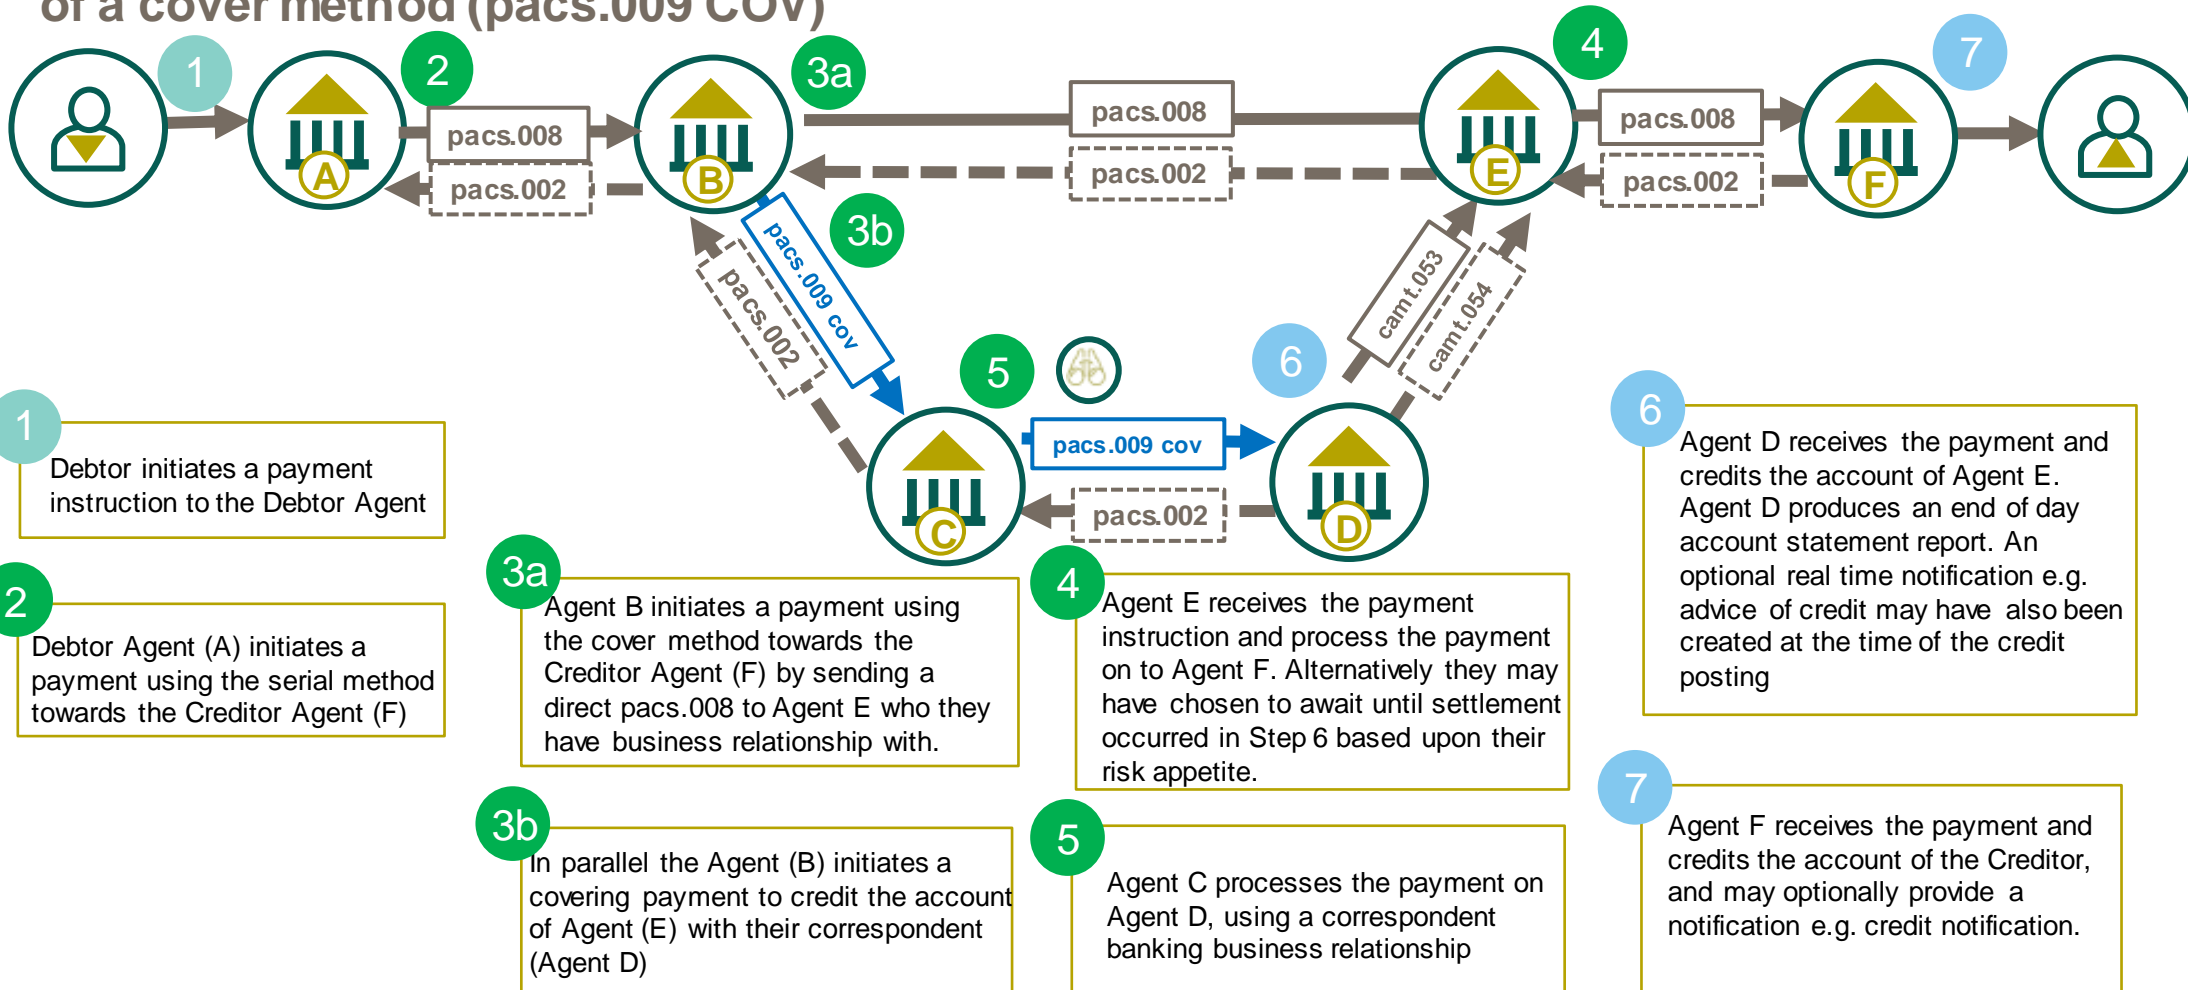 of a cover method (pacs.009 COV)
1
2
3a
4
7
pacs.008
pacs.002
A
B
pacs.008
pacs.002
E
pacs.008
pacs.002
F
3b
pacs.009 cov
pacs.002
camt.053
camt.054
5
6
pacs.009 cov
pacs.002
C
D
1
Debtor initiates a payment
instruction to the Debtor Agent
2
Debtor Agent (A) initiates a
payment using the serial method
towards the Creditor Agent (F)
3a
Agent B initiates a payment using
the cover method towards the
Creditor Agent (F) by sending a
direct pacs.008 to Agent E who they
have business relationship with.
3b
In parallel the Agent (B) initiates a
covering payment to credit the account
of Agent (E) with their correspondent
(Agent D)
4
Agent E receives the payment
instruction and process the payment
on to Agent F. Alternatively they may
have chosen to await until settlement
occurred in Step 6 based upon their
risk appetite.
5
Agent C processes the payment on
Agent D, using a correspondent
banking business relationship
6
Agent D receives the payment and
credits the account of Agent E.
Agent D produces an end of day
account statement report. An
optional real time notification e.g.
advice of credit may have also been
created at the time of the credit
posting
7
Agent F receives the payment and
credits the account of the Creditor,
and may optionally provide a
notification e.g. credit notification.